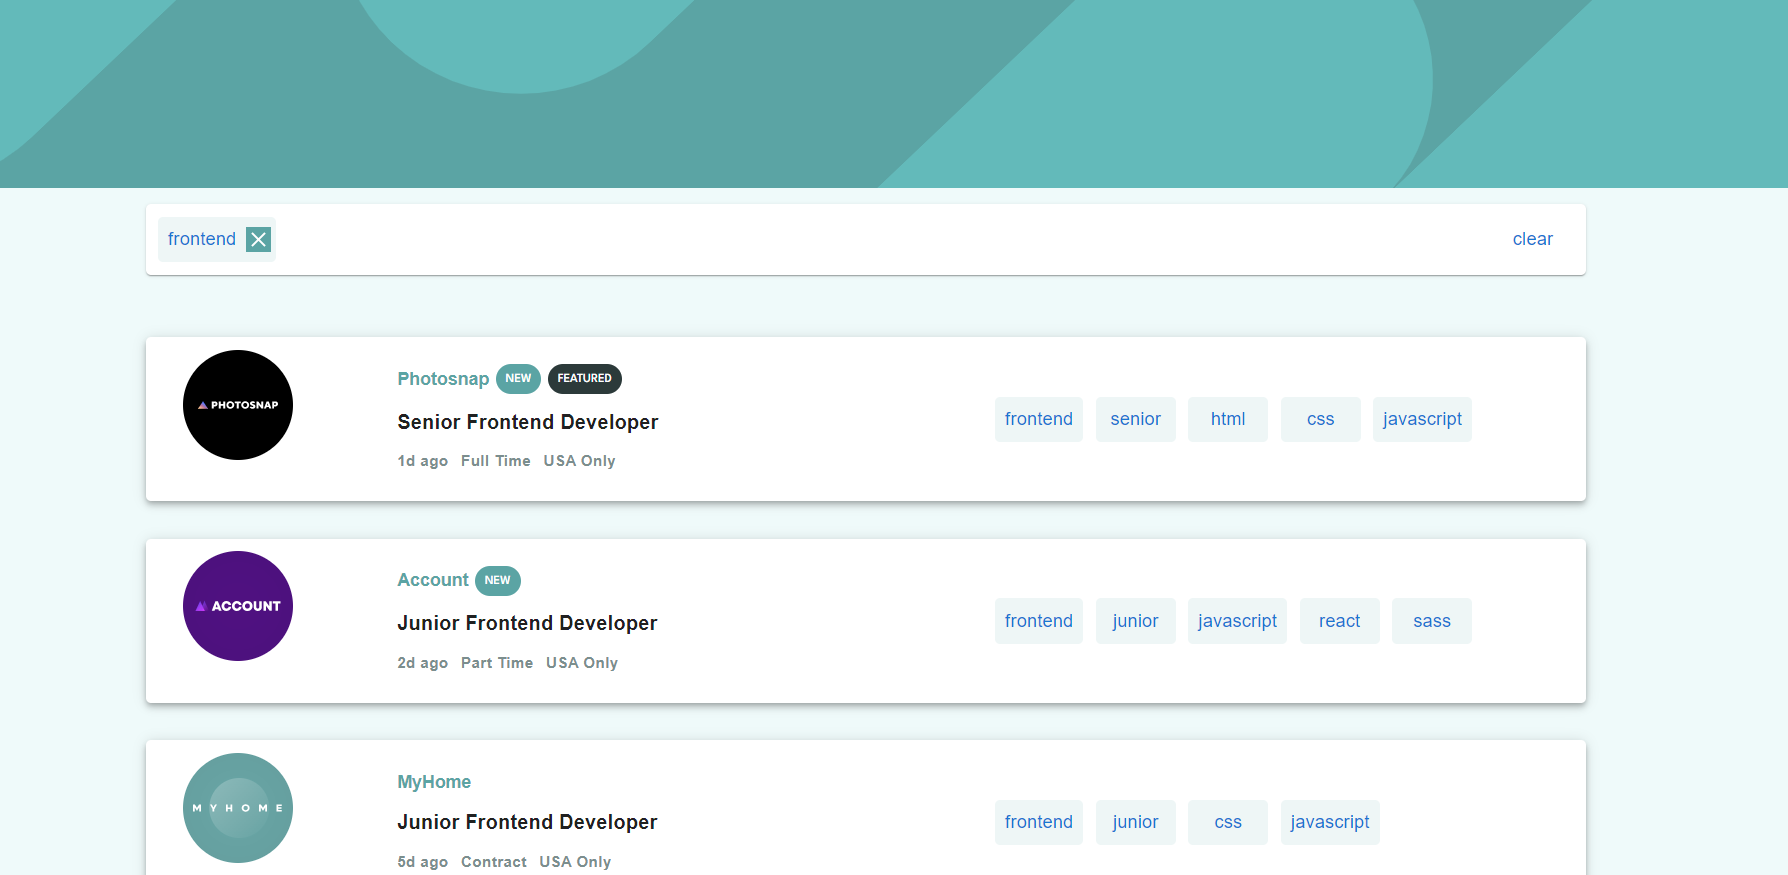 frontend clear
PHOTOSNAP
Photosnap NEW FEATURED
Senior Frontend Developer
1d ago Full Time USA Only
frontend senior html css javascript
ACCOUNT
Account NEW
Junior Frontend Developer
2d ago Part Time USA Only
frontend junior javascript react sass
MYHOME
MyHome
Junior Frontend Developer
5d ago Contract USA Only
frontend junior css javascript